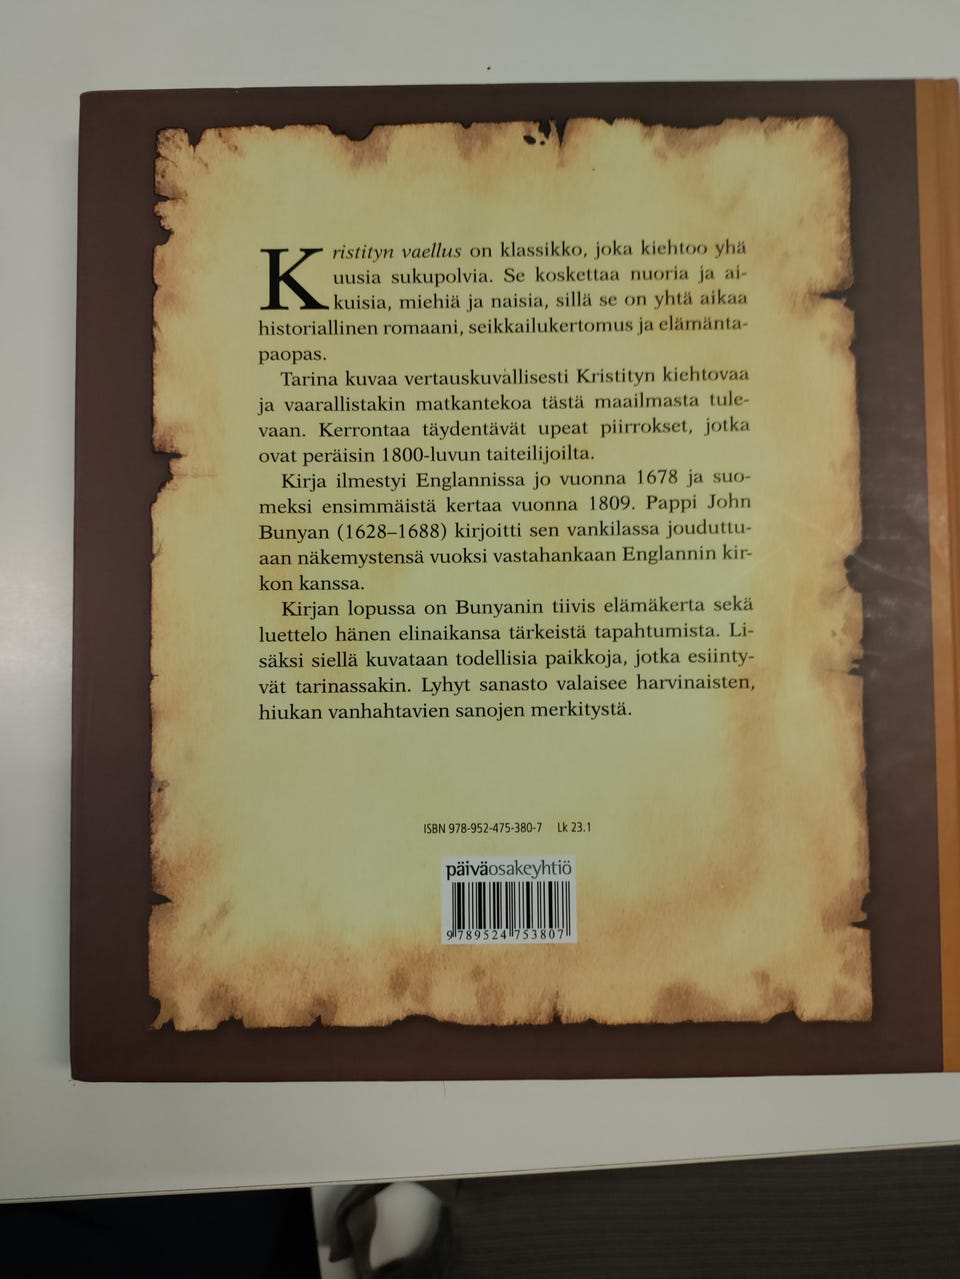 Kristityn vaellus on klassikko, joka kiehtoo yhä
uusia sukupolvia. Se koskettaa nuoria ja ai-
kuisia, miehiä ja naisia, sillä se on yhtä aikaa
historiallinen romaani, seikkailukertomus ja elämänta-
paopas.
Tarina kuvaa vertauskuvallisesti Kristityn kiehtovaa
ja vaarallistakin matkantekoa tästä maailmasta tule-
vaan. Kerrontaa täydentävät upeat piirrokset, jotka
ovat peräisin 1800-luvun taiteilijoilta.
Kirja ilmestyi Englannissa jo vuonna 1678 ja suo-
meksi ensimmäistä kertaa vuonna 1809. Pappi John
Bunyan (1628–1688) kirjoitti sen vankilassa jouduttu-
aan näkemystensä vuoksi vastahankaan Englannin kir-
kon kanssa.
Kirjan lopussa on Bunyanin tiivis elämäkerta sekä
luettelo hänen elinaikansa tärkeistä tapahtumista. Li-
säksi siellä kuvataan todellisia paikkoja, jotka esiinty-
vät tarinassakin. Lyhyt sanasto valaisee harvinaisten,
hiukan vanhahtavien sanojen merkitystä.
ISBN 978-952-475-380-7 Lk 23.1
päiväosakeyhtiö
9 789524 753807